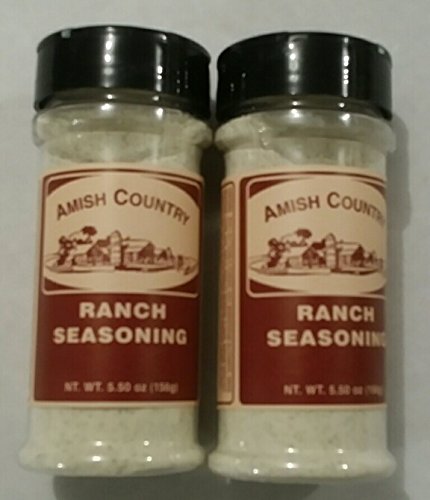 AMISH COUNTRY
RANCH
SEASONING
NT. WT. 5.50 oz (156g)
AMISH COUNTRY
RANCH
SEASONING
NT. WT. 5.50 oz (156g)